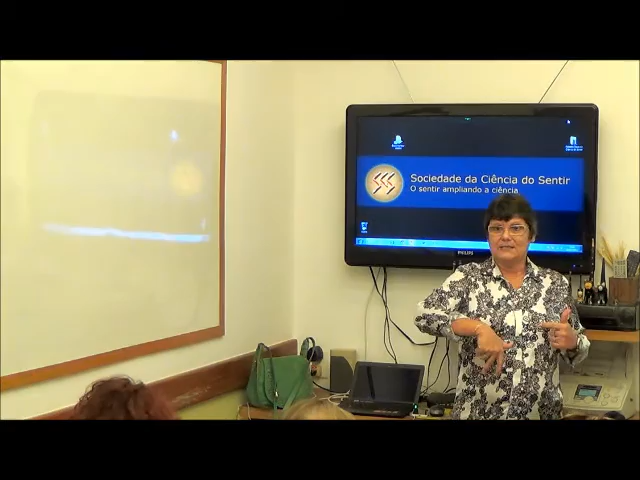 Sociedade da Ciência do Sentir
O sentir ampliando a ciência
PHILIPS